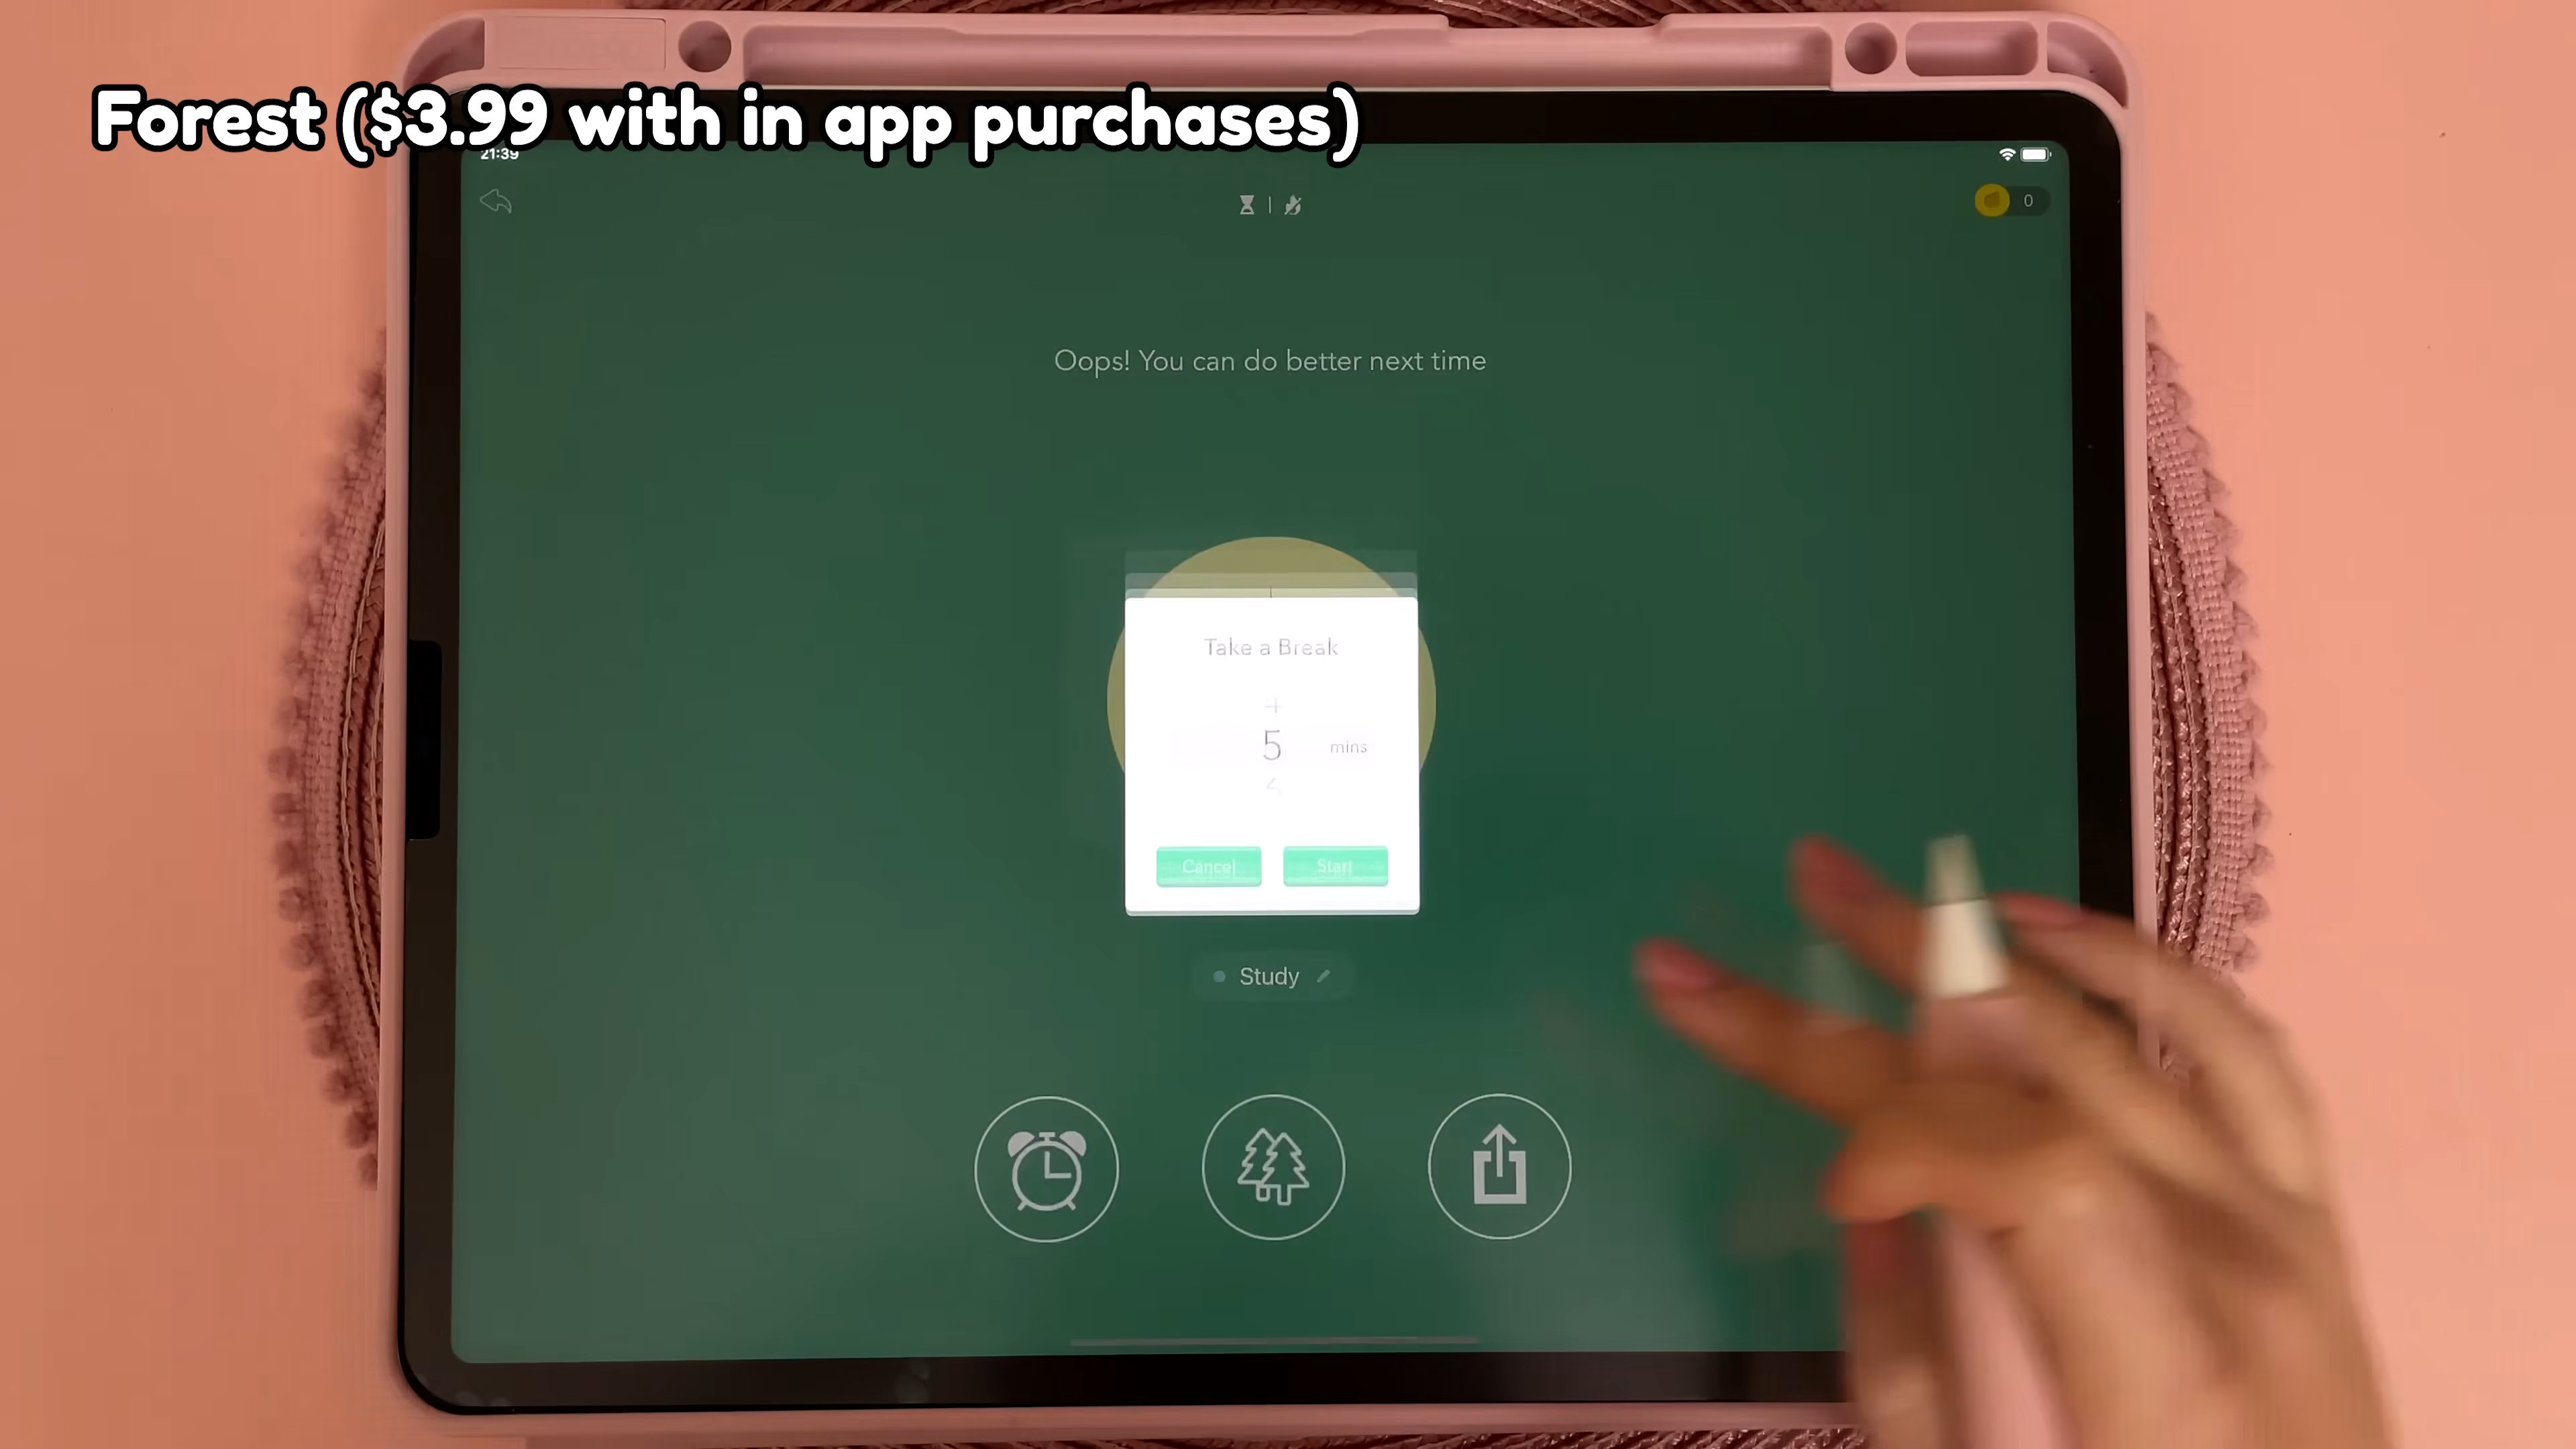 Forest ($3.99 with in app purchases)
21:39
0
Oops! You can do better next time
Take a Break
5 mins
Cancel Start
Study